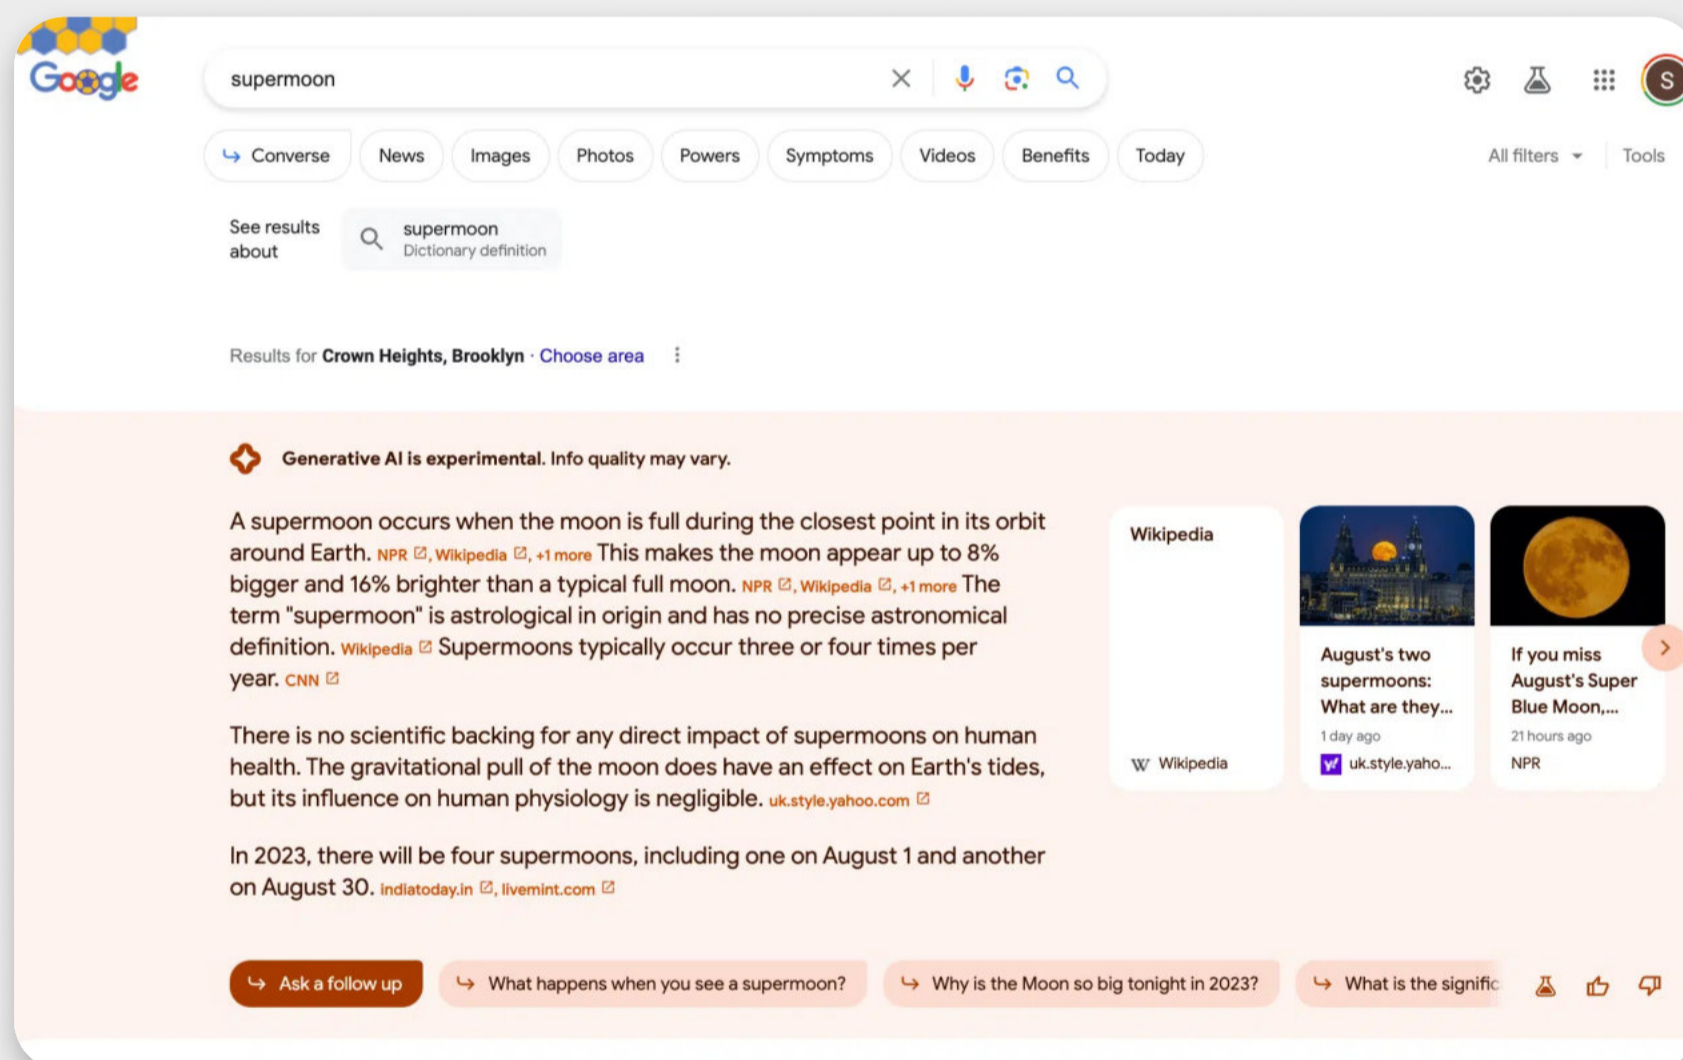 Google
supermoon
Converse
News
Images
Photos
Powers
Symptoms
Videos
Benefits
Today
All filters
Tools
S
See results
about
supermoon
Dictionary definition
Results for Crown Heights, Brooklyn · Choose area
Generative AI is experimental. Info quality may vary.
A supermoon occurs when the moon is full during the closest point in its orbit
around Earth. NPR, Wikipedia, +1 more This makes the moon appear up to 8%
bigger and 16% brighter than a typical full moon. NPR, Wikipedia, +1 more The
term "supermoon" is astrological in origin and has no precise astronomical
definition. Wikipedia Supermoons typically occur three or four times per
year. CNN
There is no scientific backing for any direct impact of supermoons on human
health. The gravitational pull of the moon does have an effect on Earth's tides,
but its influence on human physiology is negligible. uk.style.yahoo.com
In 2023, there will be four supermoons, including one on August 1 and another
on August 30. indiatoday.in, livemint.com
Wikipedia
W Wikipedia
August's two
supermoons:
What are they...
1 day ago
y! uk.style.yaho...
If you miss
August's Super
Blue Moon,...
21 hours ago
NPR
Ask a follow up
What happens when you see a supermoon?
Why is the Moon so big tonight in 2023?
What is the signific